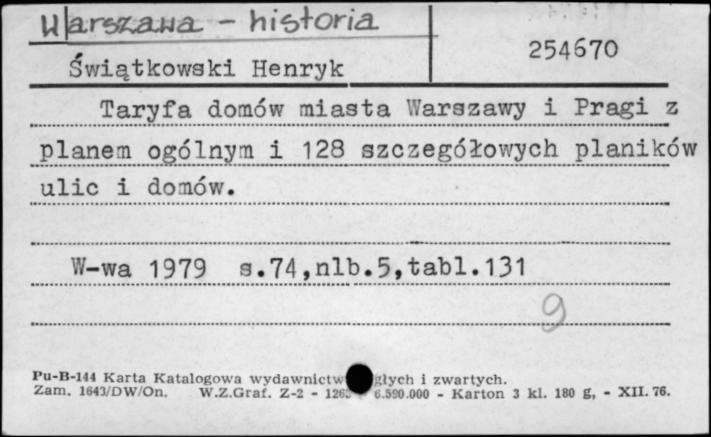 Warszawa - historia
254670
Świątkowski Henryk
Taryfa domów miasta Warszawy i Pragi z
planem ogólnym i 128 szczegółowych planików
ulic i domów.
W-wa 1979 s.74,nlb.5,tabl.131
9
Pu-B-144 Karta Katalogowa wydawnictw głych i zwartych.
Zam. 1643/DW/On. W.Z.Graf. Z-2 - 6.590.000 - Karton 3 kl. 180 g, - XII. 76.